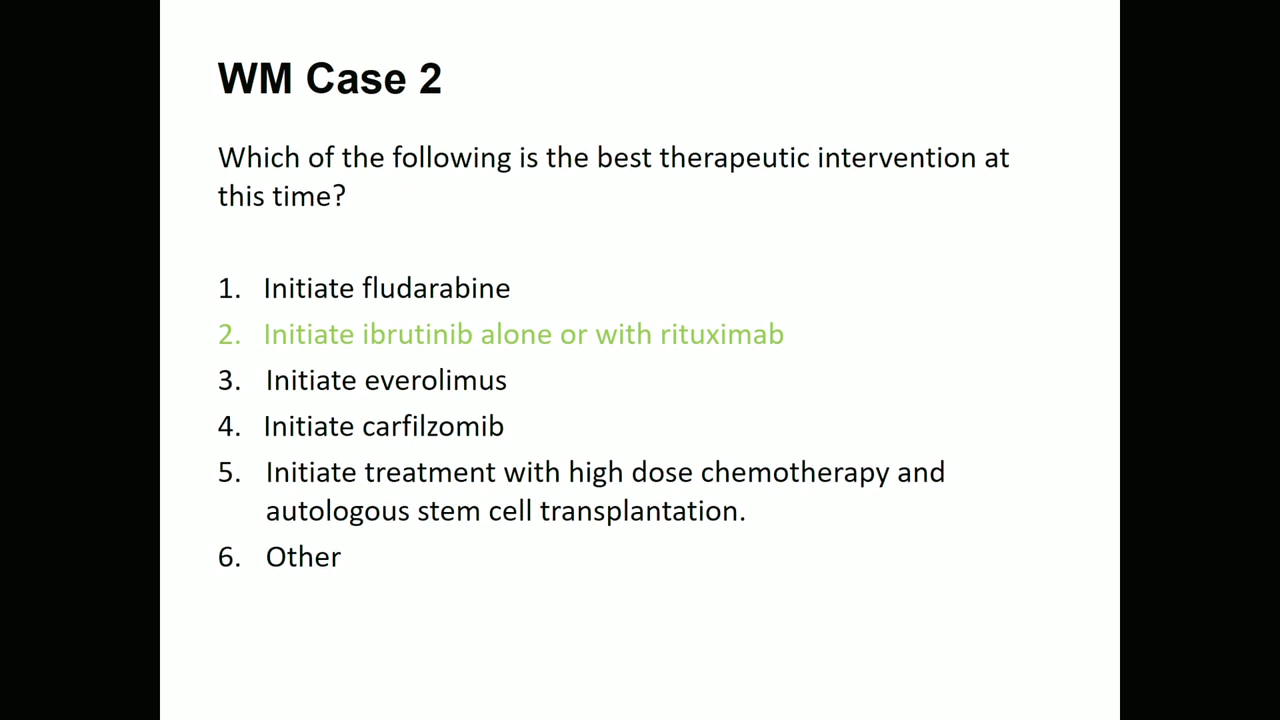 WM Case 2
Which of the following is the best therapeutic intervention at
this time?
1. Initiate fludarabine
2. Initiate ibrutinib alone or with rituximab
3. Initiate everolimus
4. Initiate carfilzomib
5. Initiate treatment with high dose chemotherapy and
autologous stem cell transplantation.
6. Other